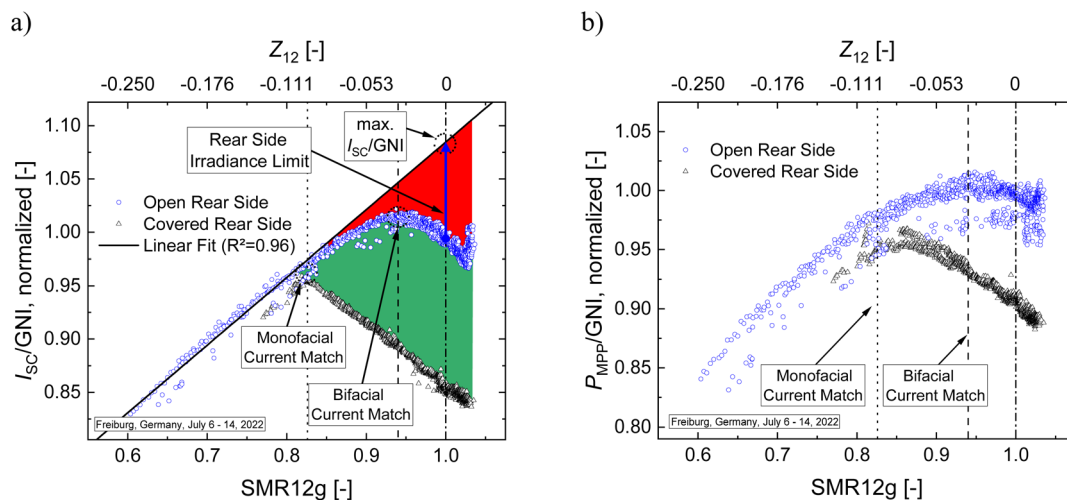 a)
Z12 [-]
-0.250 -0.176 -0.111 -0.053 0
1.10
1.05
1.00
0.95
0.90
0.85
ISC/GNI, normalized [-]
max.
ISC/GNI
Rear Side
Irradiance Limit
Open Rear Side
Covered Rear Side
Linear Fit (R²=0.96)
Monofacial
Current Match
Bifacial
Current Match
Freiburg, Germany, July 6 - 14, 2022
0.6 0.7 0.8 0.9 1.0
SMR12g [-]
b)
Z12 [-]
-0.250 -0.176 -0.111 -0.053 0
1.05
1.00
0.95
0.90
0.85
0.80
PMPP/GNI, normalized [-]
Open Rear Side
Covered Rear Side
Monofacial
Current Match
Bifacial
Current Match
Freiburg, Germany, July 6 - 14, 2022
0.6 0.7 0.8 0.9 1.0
SMR12g [-]